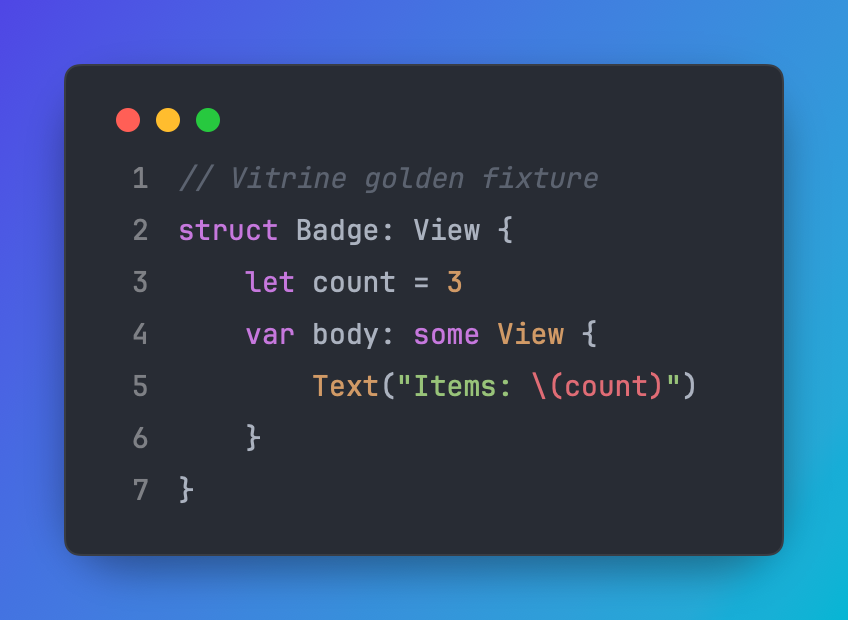 1 // Vitrine golden fixture
2 struct Badge: View {
3     let count = 3
4     var body: some View {
5         Text("Items: \(count)")
6     }
7 }